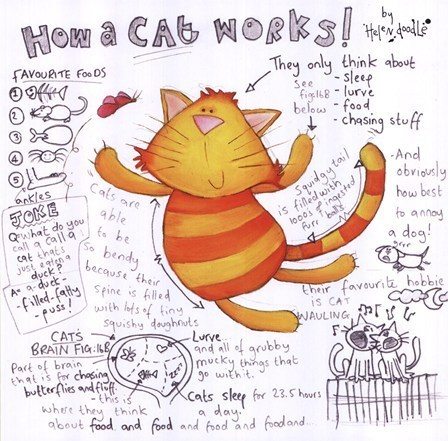 How a CAT WORKS!
by
Helen doodle
FAVOURITE FOODS
1
2
3
4
5
ankles
They only think about
- sleep
- lurve
- food
- chasing stuff
See
fig:16B
below
- And
obviously
how best
to annoy
a dog!
grrr
Squidgy tail
is filled with
100s of
furr balls
Cats are
able
to be
so bendy
because their
spine is filled
with lots of tiny
squishy doughnuts
JOKE
Q= what do you
call a call a
cat that's
just eaten a
duck?
A= a duck
- filled - fatty
- puss!
their favourite hobbie
is CAT
WAULING
CATS
BRAIN FIG:16B
Part of brain
that is for chasing
butterflies and fluff.
- this is
where they think
about food and food and food and food and...
Lurve
and all of grubby
mucky things that
go with it.
Cats sleep for 23.5 hours
a day!